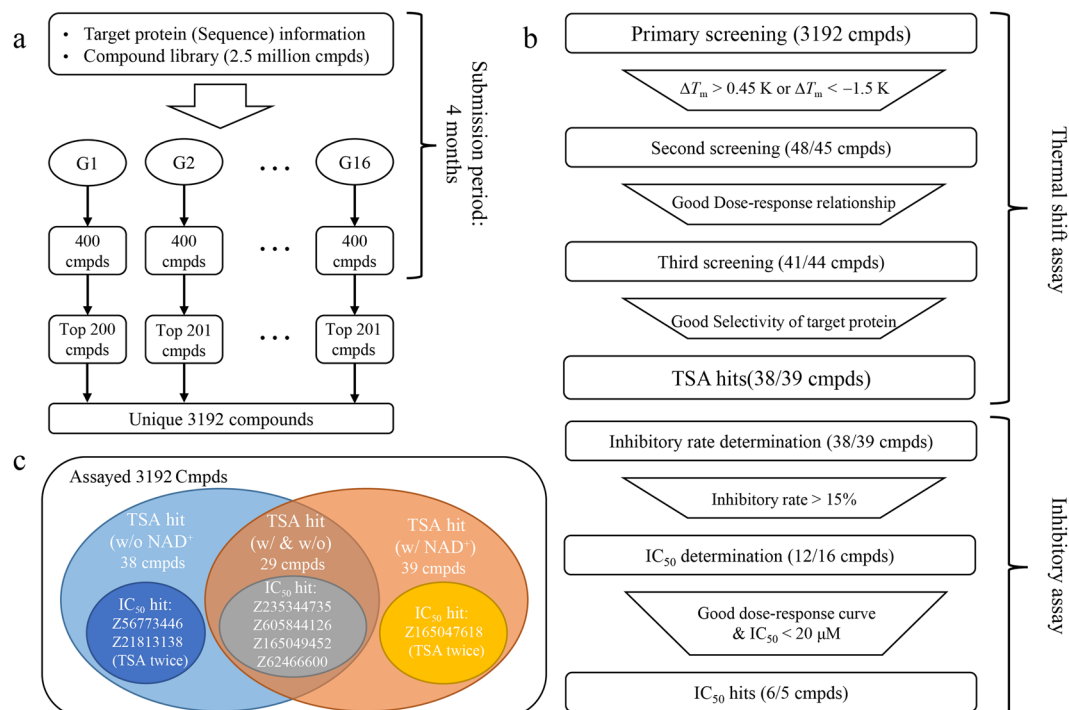 a
• Target protein (Sequence) information
• Compound library (2.5 million cmpds)
Submission period:
4 months
G1
G2
...
G16
400
cmpds
400
cmpds
...
400
cmpds
Top 200
cmpds
Top 201
cmpds
...
Top 201
cmpds
Unique 3192 compounds
b
Primary screening (3192 cmpds)
ΔTm > 0.45 K or ΔTm < −1.5 K
Second screening (48/45 cmpds)
Good Dose-response relationship
Third screening (41/44 cmpds)
Good Selectivity of target protein
TSA hits(38/39 cmpds)
Thermal shift assay
Inhibitory rate determination (38/39 cmpds)
Inhibitory rate > 15%
IC50 determination (12/16 cmpds)
Good dose-response curve
& IC50 < 20 μM
IC50 hits (6/5 cmpds)
Inhibitory assay
c
Assayed 3192 Cmpds
TSA hit
(w/o NAD+
38 cmpds
IC50 hit:
Z56773446
Z21813138
(TSA twice)
TSA hit
(w/ & w/o)
29 cmpds
IC50 hit:
Z235344735
Z605844126
Z165049452
Z62466600
TSA hit
(w/ NAD+)
39 cmpds
IC50 hit:
Z165047618
(TSA twice)